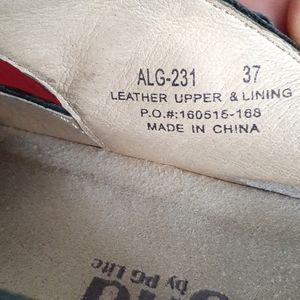 ALG-231 37
LEATHER UPPER & LINING
P.O.#:160515-168
MADE IN CHINA
by PG Lite